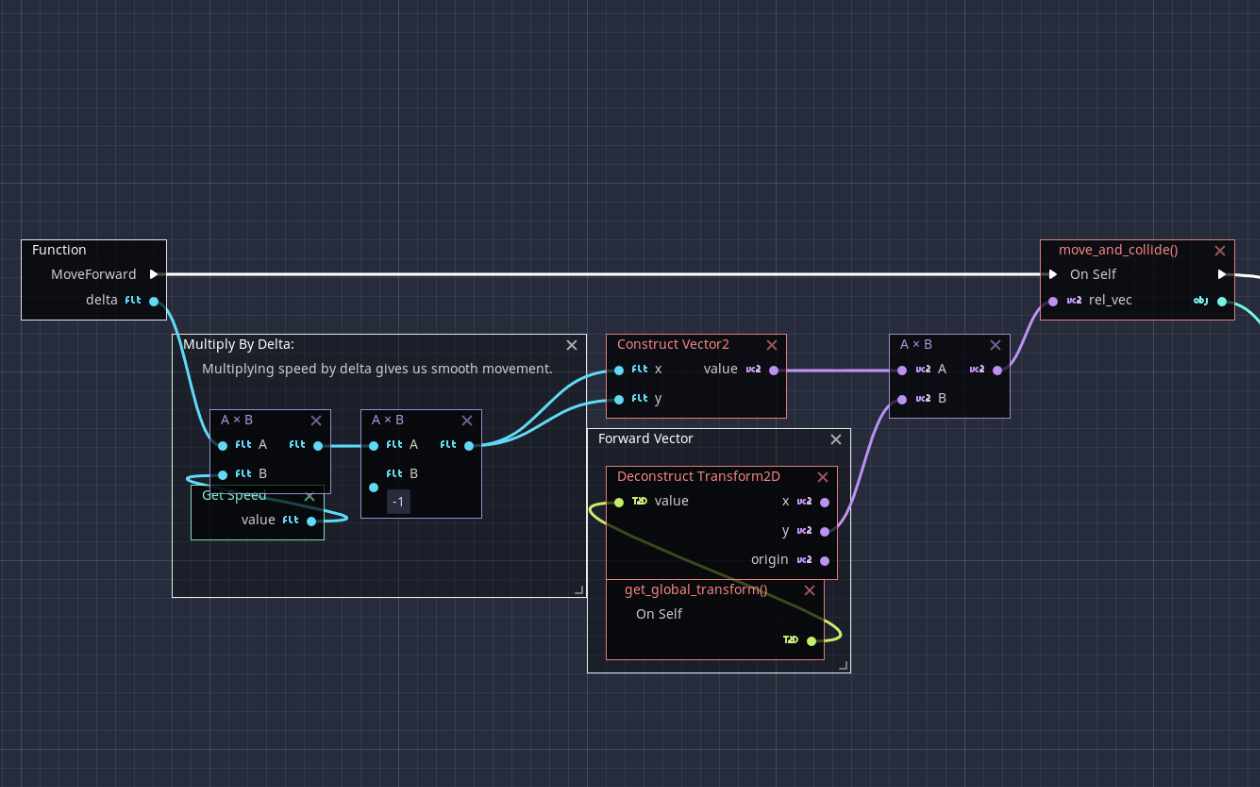 Function
MoveForward
delta flt
move_and_collide()
On Self
vc2 rel_vec obj
Multiply By Delta:
Multiplying speed by delta gives us smooth movement.
A × B
flt A flt
flt B
Get Speed
value flt
A × B
flt A flt
flt B
-1
Construct Vector2
flt x value vc2
flt y
A × B
vc2 A vc2
vc2 B
Forward Vector
Deconstruct Transform2D
T2D value x vc2
y vc2
origin vc2
get_global_transform()
On Self
T2D